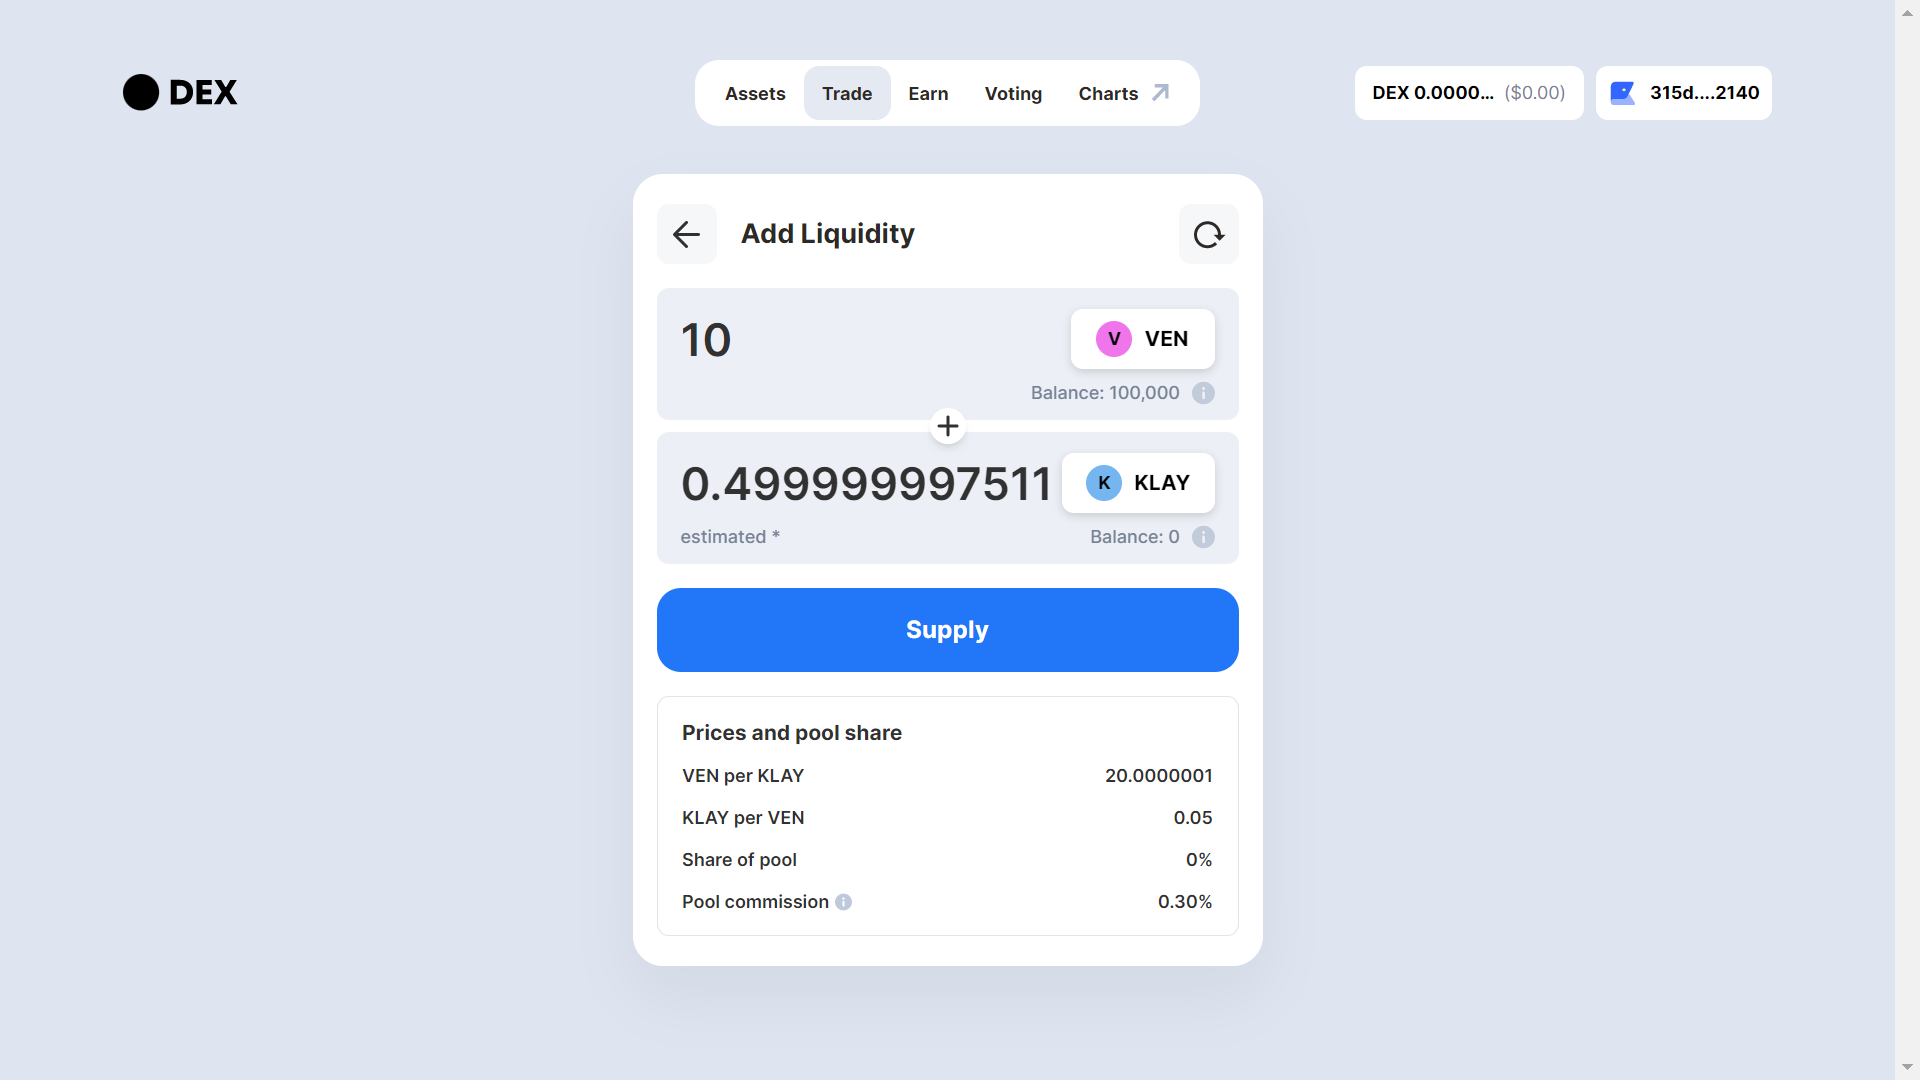 DEX
Assets
Trade
Earn
Voting
Charts
DEX 0.0000... ($0.00)
315d....2140
Add Liquidity
10
V VEN
Balance: 100,000
0.499999997511
K KLAY
estimated *
Balance: 0
Supply
Prices and pool share
VEN per KLAY 20.0000001
KLAY per VEN 0.05
Share of pool 0%
Pool commission 0.30%